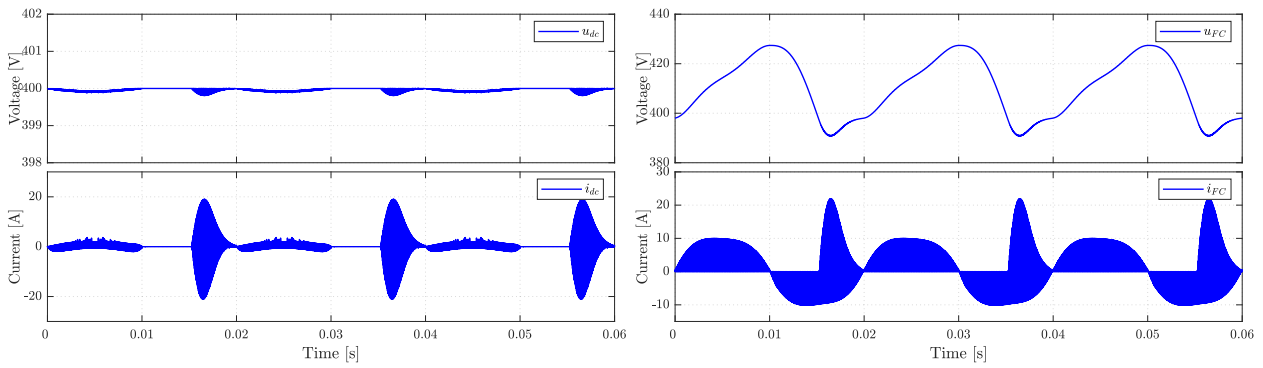 402
401
400
399
398
Voltage [V]
u_dc
20
0
-20
Current [A]
i_dc
0 0.01 0.02 0.03 0.04 0.05 0.06
Time [s]
440
420
400
380
Voltage [V]
u_FC
30
20
10
0
-10
Current [A]
i_FC
0 0.01 0.02 0.03 0.04 0.05 0.06
Time [s]